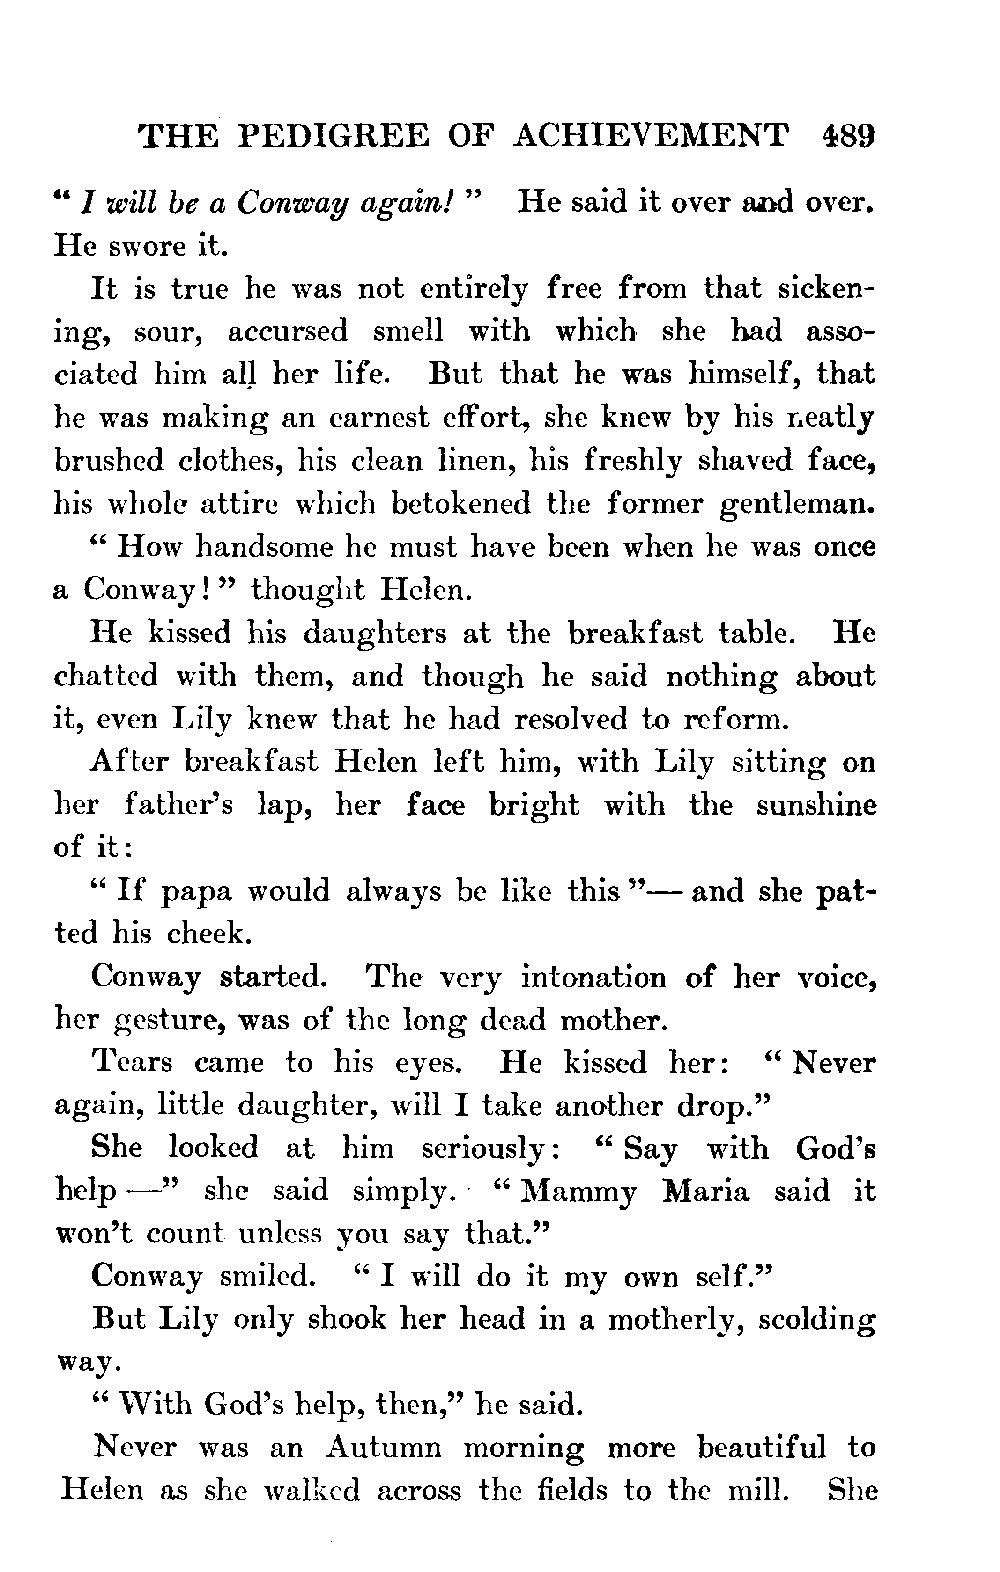 THE PEDIGREE OF ACHIEVEMENT 489
“ I will be a Conway again! ” He said it over and over.
He swore it.
It is true he was not entirely free from that sicken-
ing, sour, accursed smell with which she had asso-
ciated him all her life. But that he was himself, that
he was making an earnest effort, she knew by his neatly
brushed clothes, his clean linen, his freshly shaved face,
his whole attire which betokened the former gentleman.
“ How handsome he must have been when he was once
a Conway! ” thought Helen.
He kissed his daughters at the breakfast table. He
chatted with them, and though he said nothing about
it, even Lily knew that he had resolved to reform.
After breakfast Helen left him, with Lily sitting on
her father’s lap, her face bright with the sunshine
of it:
“ If papa would always be like this ”— and she pat-
ted his cheek.
Conway started. The very intonation of her voice,
her gesture, was of the long dead mother.
Tears came to his eyes. He kissed her: “ Never
again, little daughter, will I take another drop.”
She looked at him seriously: “ Say with God’s
help —” she said simply. “ Mammy Maria said it
won’t count unless you say that.”
Conway smiled. “ I will do it my own self.”
But Lily only shook her head in a motherly, scolding
way.
“ With God’s help, then,” he said.
Never was an Autumn morning more beautiful to
Helen as she walked across the fields to the mill. She